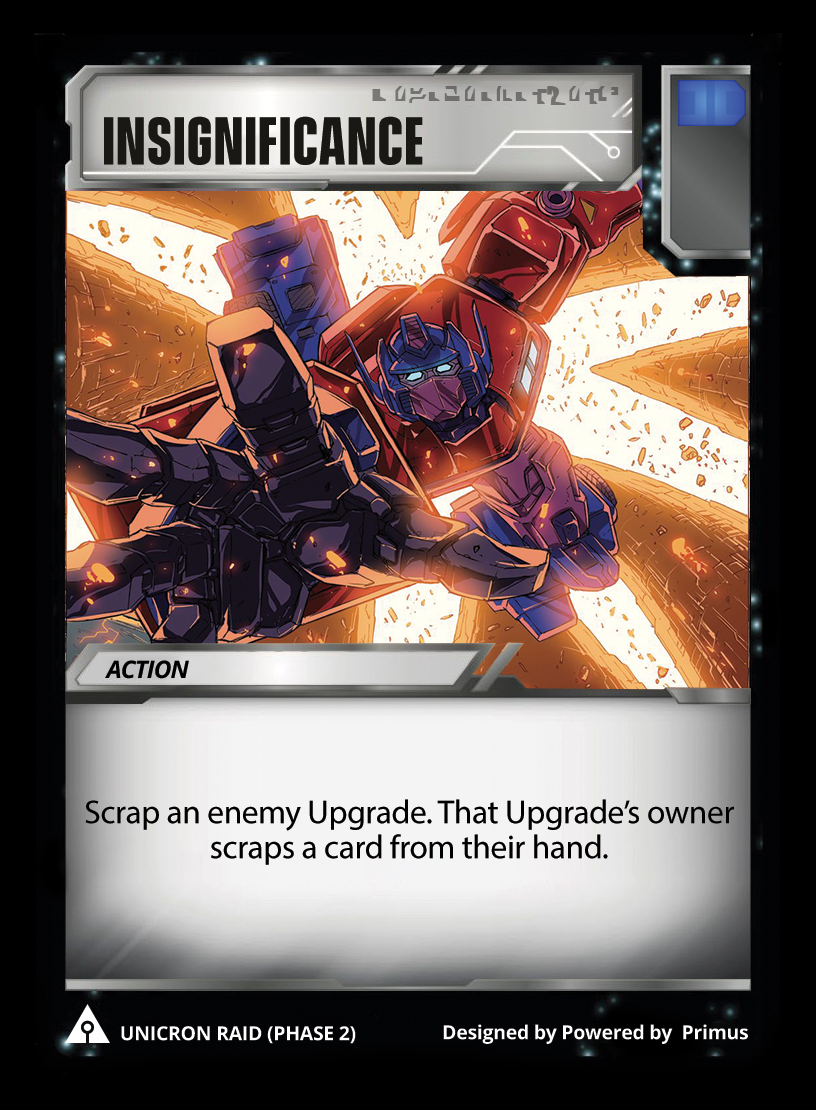 INSIGNIFICANCE
ACTION
Scrap an enemy Upgrade. That Upgrade's owner
scraps a card from their hand.
UNICRON RAID (PHASE 2)
Designed by Powered by Primus